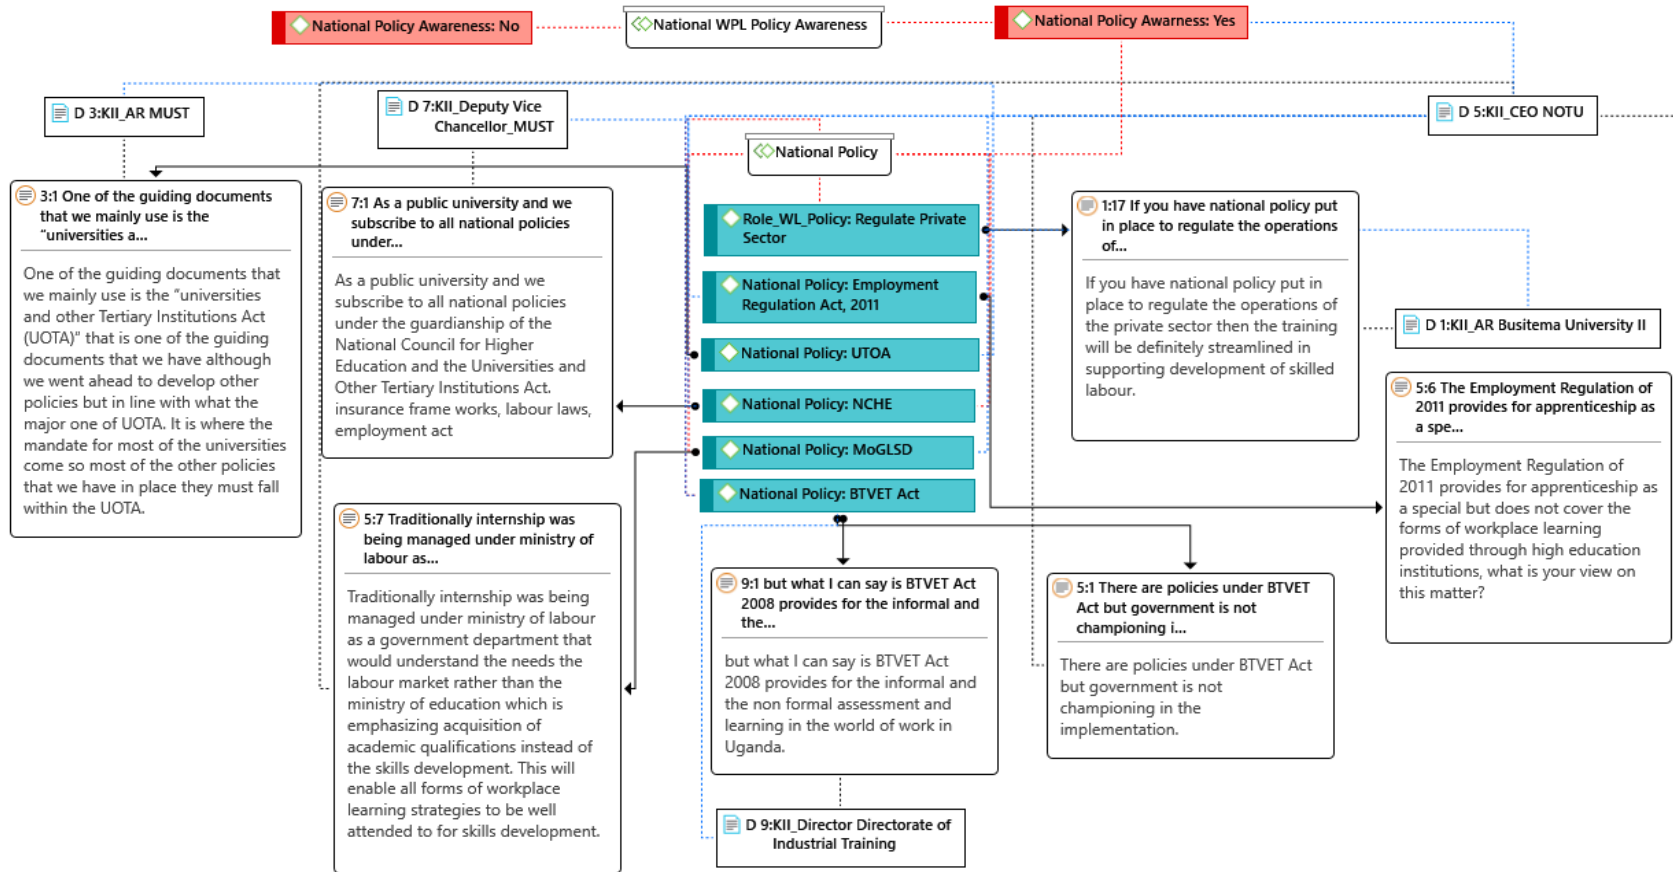 National Policy Awareness: No
National WPL Policy Awareness
National Policy Awarness: Yes
D 3:KII_AR MUST
D 7:KII_Deputy Vice
Chancellor_MUST
D 5:KII_CEO NOTU
National Policy
3:1 One of the guiding documents
that we mainly use is the
“universities a...
One of the guiding documents that
we mainly use is the “universities
and other Tertiary Institutions Act
(UOTA)” that is one of the guiding
documents that we have although
we went ahead to develop other
policies but in line with what the
major one of UOTA. It is where the
mandate for most of the universities
come so most of the other policies
that we have in place they must fall
within the UOTA.
7:1 As a public university and we
subscribe to all national policies
under...
As a public university and we
subscribe to all national policies
under the guardianship of the
National Council for Higher
Education and the Universities and
Other Tertiary Institutions Act.
insurance frame works, labour laws,
employment act
Role_WL_Policy: Regulate Private
Sector
National Policy: Employment
Regulation Act, 2011
National Policy: UTOA
National Policy: NCHE
National Policy: MoGLSD
National Policy: BTVET Act
1:17 If you have national policy put
in place to regulate the operations
of...
If you have national policy put in
place to regulate the operations of
the private sector then the training
will be definitely streamlined in
supporting development of skilled
labour.
D 1:KII_AR Busitema University II
5:6 The Employment Regulation of
2011 provides for apprenticeship as
a spe...
The Employment Regulation of
2011 provides for apprenticeship as
a special but does not cover the
forms of workplace learning
provided through high education
institutions, what is your view on
this matter?
5:7 Traditionally internship was
being managed under ministry of
labour as...
Traditionally internship was being
managed under ministry of labour
as a government department that
would understand the needs the
labour market rather than the
ministry of education which is
emphasizing acquisition of
academic qualifications instead of
the skills development. This will
enable all forms of workplace
learning strategies to be well
attended to for skills development.
9:1 but what I can say is BTVET Act
2008 provides for the informal and
the...
but what I can say is BTVET Act
2008 provides for the informal and
the non formal assessment and
learning in the world of work in
Uganda.
5:1 There are policies under BTVET
Act but government is not
championing i...
There are policies under BTVET Act
but government is not
championing in the
implementation.
D 9:KII_Director Directorate of
Industrial Training